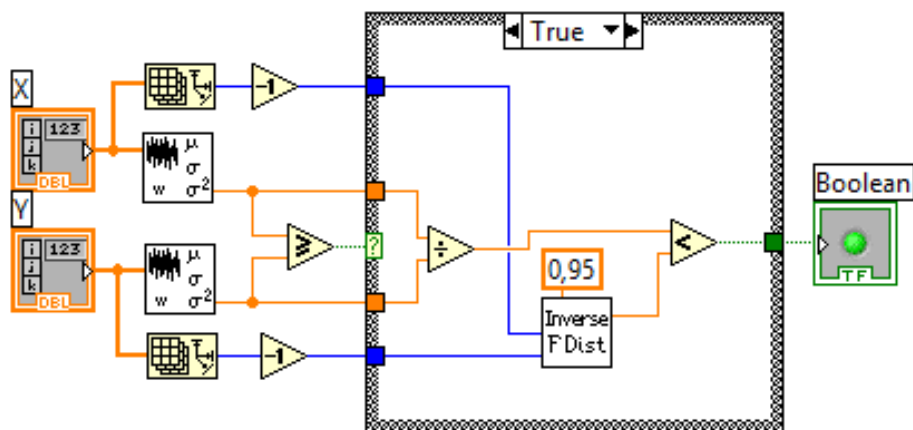 True
X
i
j
k
123
DBL
-1
μ
σ
w σ²
Y
i
j
k
123
DBL
≥
?
÷
<
Boolean
TF
μ
σ
w σ²
0,95
Inverse
F Dist
-1